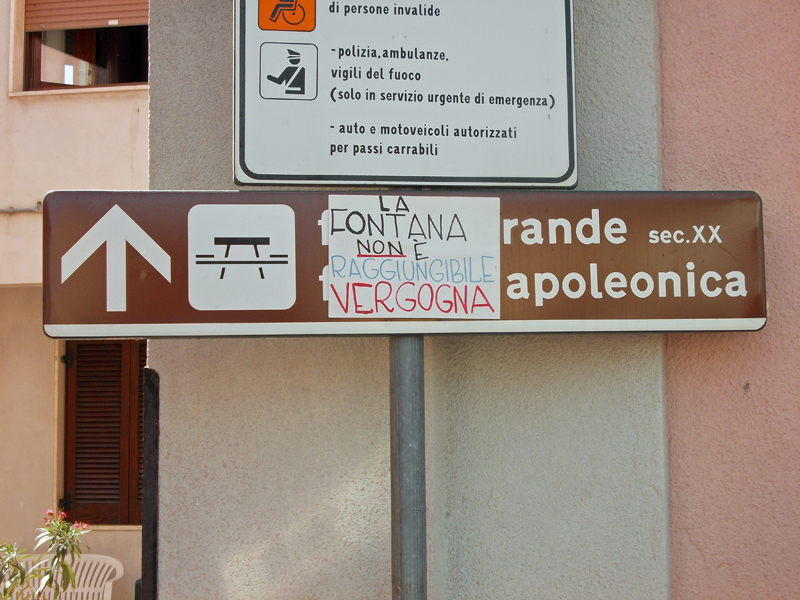 di persone invalide
- polizia, ambulanze,
vigili del fuoco
(solo in servizio urgente di emergenza)
- auto e motoveicoli autorizzati
per passi carrabili
LA
FONTANA
NON È
RAGGIUNGIBILE
VERGOGNA
rande sec.XX
apoleonica